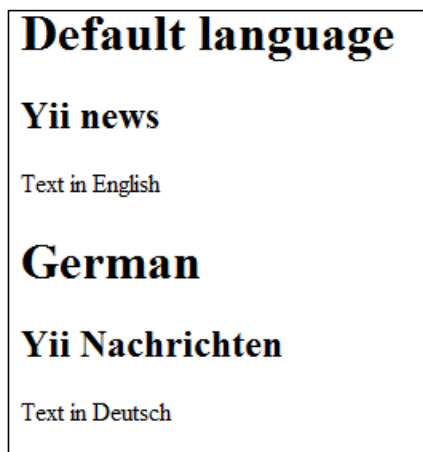 Default language
Yii news
Text in English
German
Yii Nachrichten
Text in Deutsch